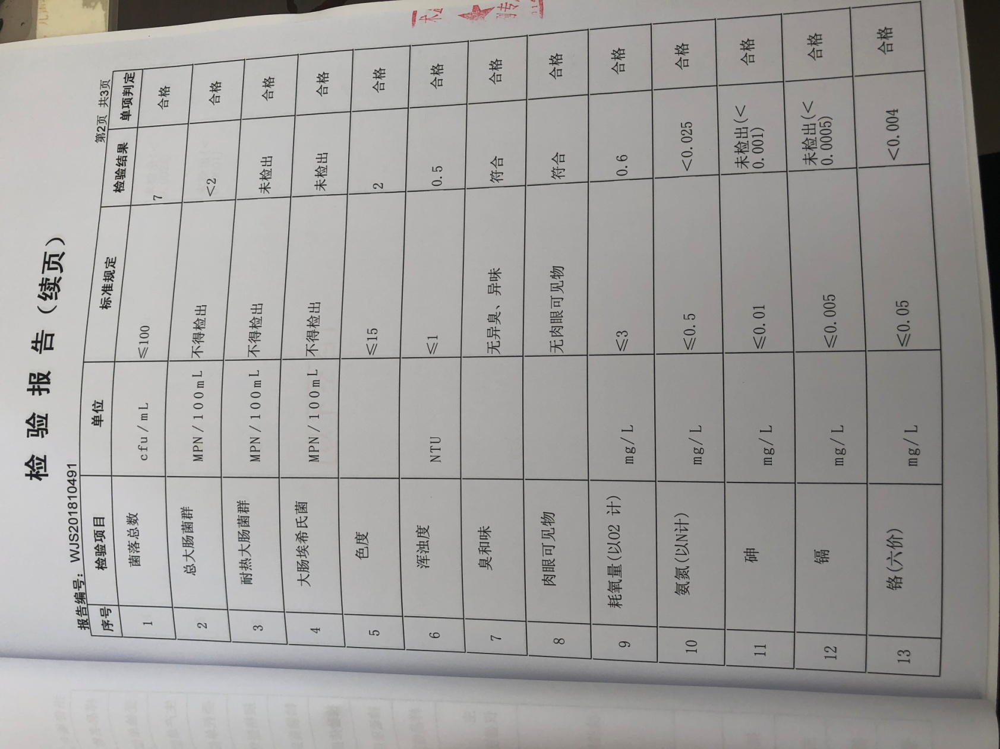 检 验 报 告（续页）
报告编号：WJS201810491 第2页 共3页
序号 检验项目 单位 标准规定 检验结果 单项判定
1 菌落总数 cfu/mL ≤100 7 合格
2 总大肠菌群 MPN/100mL 不得检出 <2 合格
3 耐热大肠菌群 MPN/100mL 不得检出 未检出 合格
4 大肠埃希氏菌 MPN/100mL 不得检出 未检出 合格
5 色度 ≤15 2 合格
6 浑浊度 NTU ≤1 0.5 合格
7 臭和味 无异臭、异味 符合 合格
8 肉眼可见物 无肉眼可见物 符合 合格
9 耗氧量(以O2 计) mg/L ≤3 0.6 合格
10 氨氮(以N计) mg/L ≤0.5 <0.025 合格
11 砷 mg/L ≤0.01 未检出(<
0.001) 合格
12 镉 mg/L ≤0.005 未检出(<
0.0005) 合格
13 铬(六价) mg/L ≤0.05 <0.004 合格